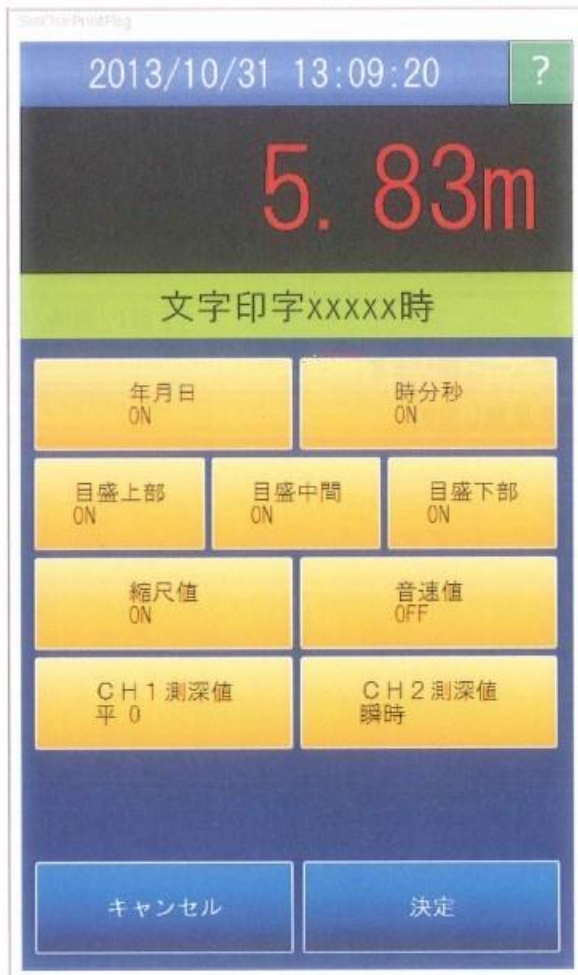 SetCharPrintFlag
2013/10/31 13:09:20
?
5.83m
文字印字xxxxx時
年月日
ON
時分秒
ON
目盛上部
ON
目盛中間
ON
目盛下部
ON
縮尺値
ON
音速値
OFF
CH1測深値
平 0
CH2測深値
瞬時
キャンセル
決定